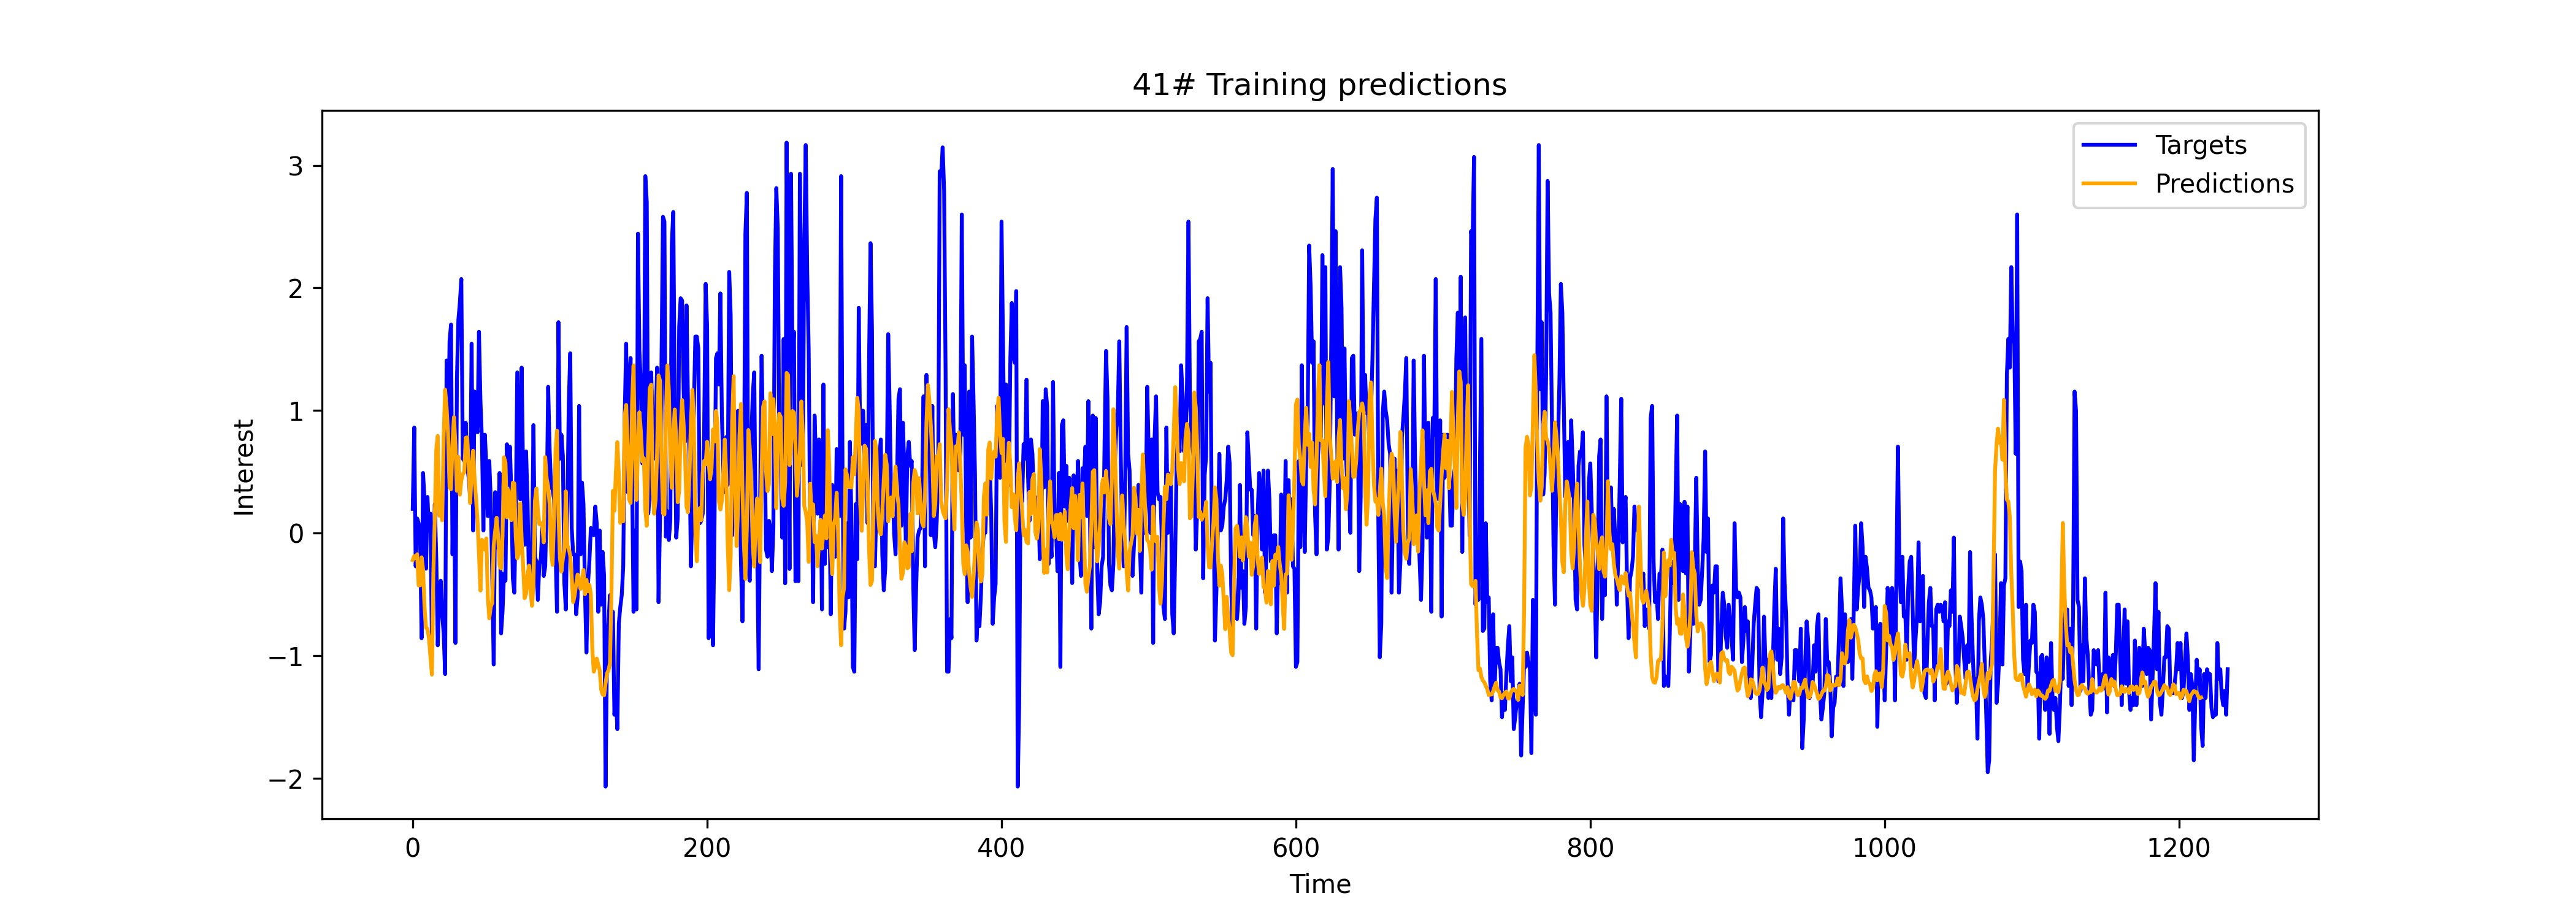 41# Training predictions
Targets
Predictions
3
2
1
0
−1
−2
Interest
0 200 400 600 800 1000 1200
Time